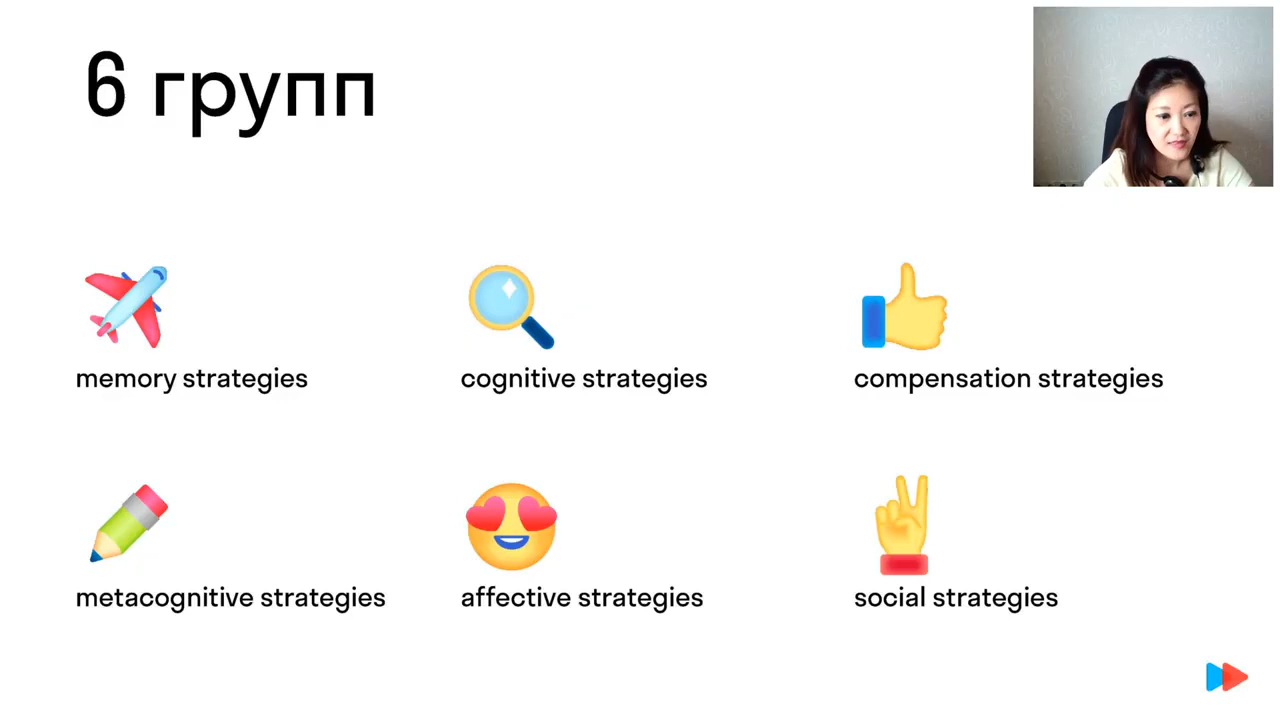 6 групп
memory strategies
cognitive strategies
compensation strategies
metacognitive strategies
affective strategies
social strategies